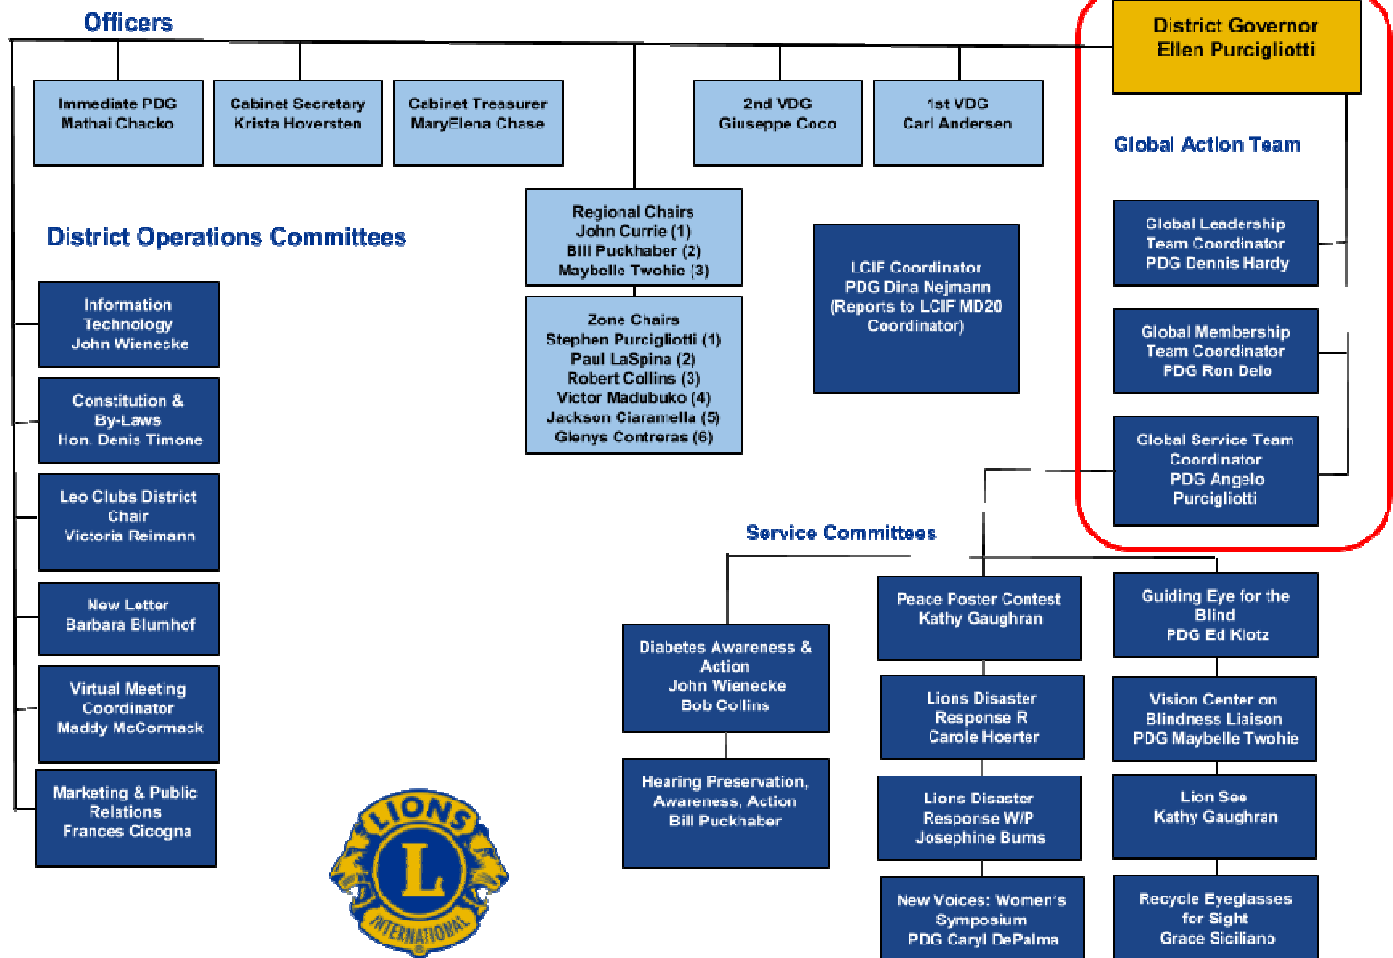 Officers
District Governor
Ellen Purcigliotti
Immediate PDG
Mathai Chacko
Cabinet Secretary
Krista Hoversten
Cabinet Treasurer
MaryElena Chase
2nd VDG
Giuseppe Coco
1st VDG
Carl Andersen
Global Action Team
Regional Chairs
John Currie (1)
Bill Puckhaber (2)
Maybelle Twohie (3)
Zone Chairs
Stephen Purcigliotti (1)
Paul LaSpina (2)
Robert Collins (3)
Victor Madubuko (4)
Jackson Ciaramella (5)
Glenys Contreras (6)
LCIF Coordinator
PDG Dina Nejmann
(Reports to LCIF MD20
Coordinator)
Global Leadership
Team Coordinator
PDG Dennis Hardy
Global Membership
Team Coordinator
PDG Ron Delo
Global Service Team
Coordinator
PDG Angelo
Purcigliotti
District Operations Committees
Information
Technology
John Wienecke
Constitution &
By-Laws
Hon. Denis Timone
Leo Clubs District
Chair
Victoria Reimann
New Letter
Barbara Blumhof
Virtual Meeting
Coordinator
Maddy McCormack
Marketing & Public
Relations
Frances Cicogna
Service Committees
Diabetes Awareness &
Action
John Wienecke
Bob Collins
Hearing Preservation,
Awareness, Action
Bill Puckhaber
Peace Poster Contest
Kathy Gaughran
Lions Disaster
Response R
Carole Hoerter
Lions Disaster
Response W/P
Josephine Burns
New Voices: Women's
Symposium
PDG Caryl DePalma
Guiding Eye for the
Blind
PDG Ed Klotz
Vision Center on
Blindness Liaison
PDG Maybelle Twohie
Lion See
Kathy Gaughran
Recycle Eyeglasses
for Sight
Grace Siciliano
LIONS
L
INTERNATIONAL